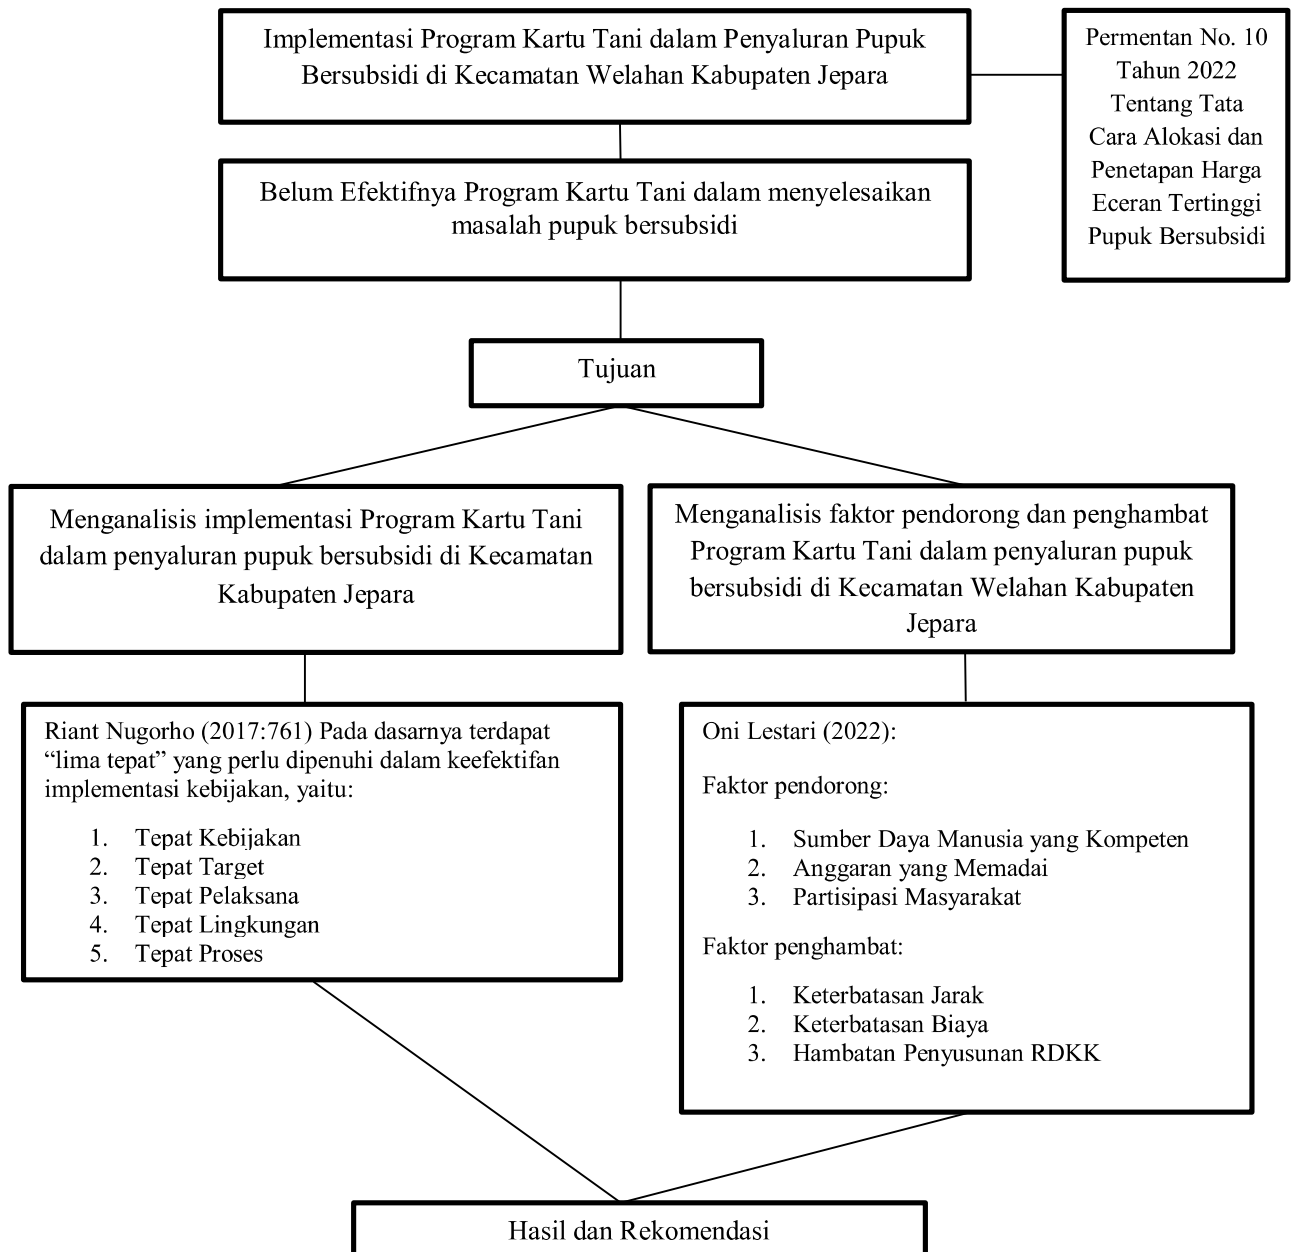 Implementasi Program Kartu Tani dalam Penyaluran Pupuk
Bersubsidi di Kecamatan Welahan Kabupaten Jepara
Permentan No. 10
Tahun 2022
Tentang Tata
Cara Alokasi dan
Penetapan Harga
Eceran Tertinggi
Pupuk Bersubsidi
Belum Efektifnya Program Kartu Tani dalam menyelesaikan
masalah pupuk bersubsidi
Tujuan
Menganalisis implementasi Program Kartu Tani
dalam penyaluran pupuk bersubsidi di Kecamatan
Kabupaten Jepara
Menganalisis faktor pendorong dan penghambat
Program Kartu Tani dalam penyaluran pupuk
bersubsidi di Kecamatan Welahan Kabupaten
Jepara
Riant Nugorho (2017:761) Pada dasarnya terdapat
“lima tepat” yang perlu dipenuhi dalam keefektifan
implementasi kebijakan, yaitu:
1. Tepat Kebijakan
2. Tepat Target
3. Tepat Pelaksana
4. Tepat Lingkungan
5. Tepat Proses
Oni Lestari (2022):
Faktor pendorong:
1. Sumber Daya Manusia yang Kompeten
2. Anggaran yang Memadai
3. Partisipasi Masyarakat
Faktor penghambat:
1. Keterbatasan Jarak
2. Keterbatasan Biaya
3. Hambatan Penyusunan RDKK
Hasil dan Rekomendasi